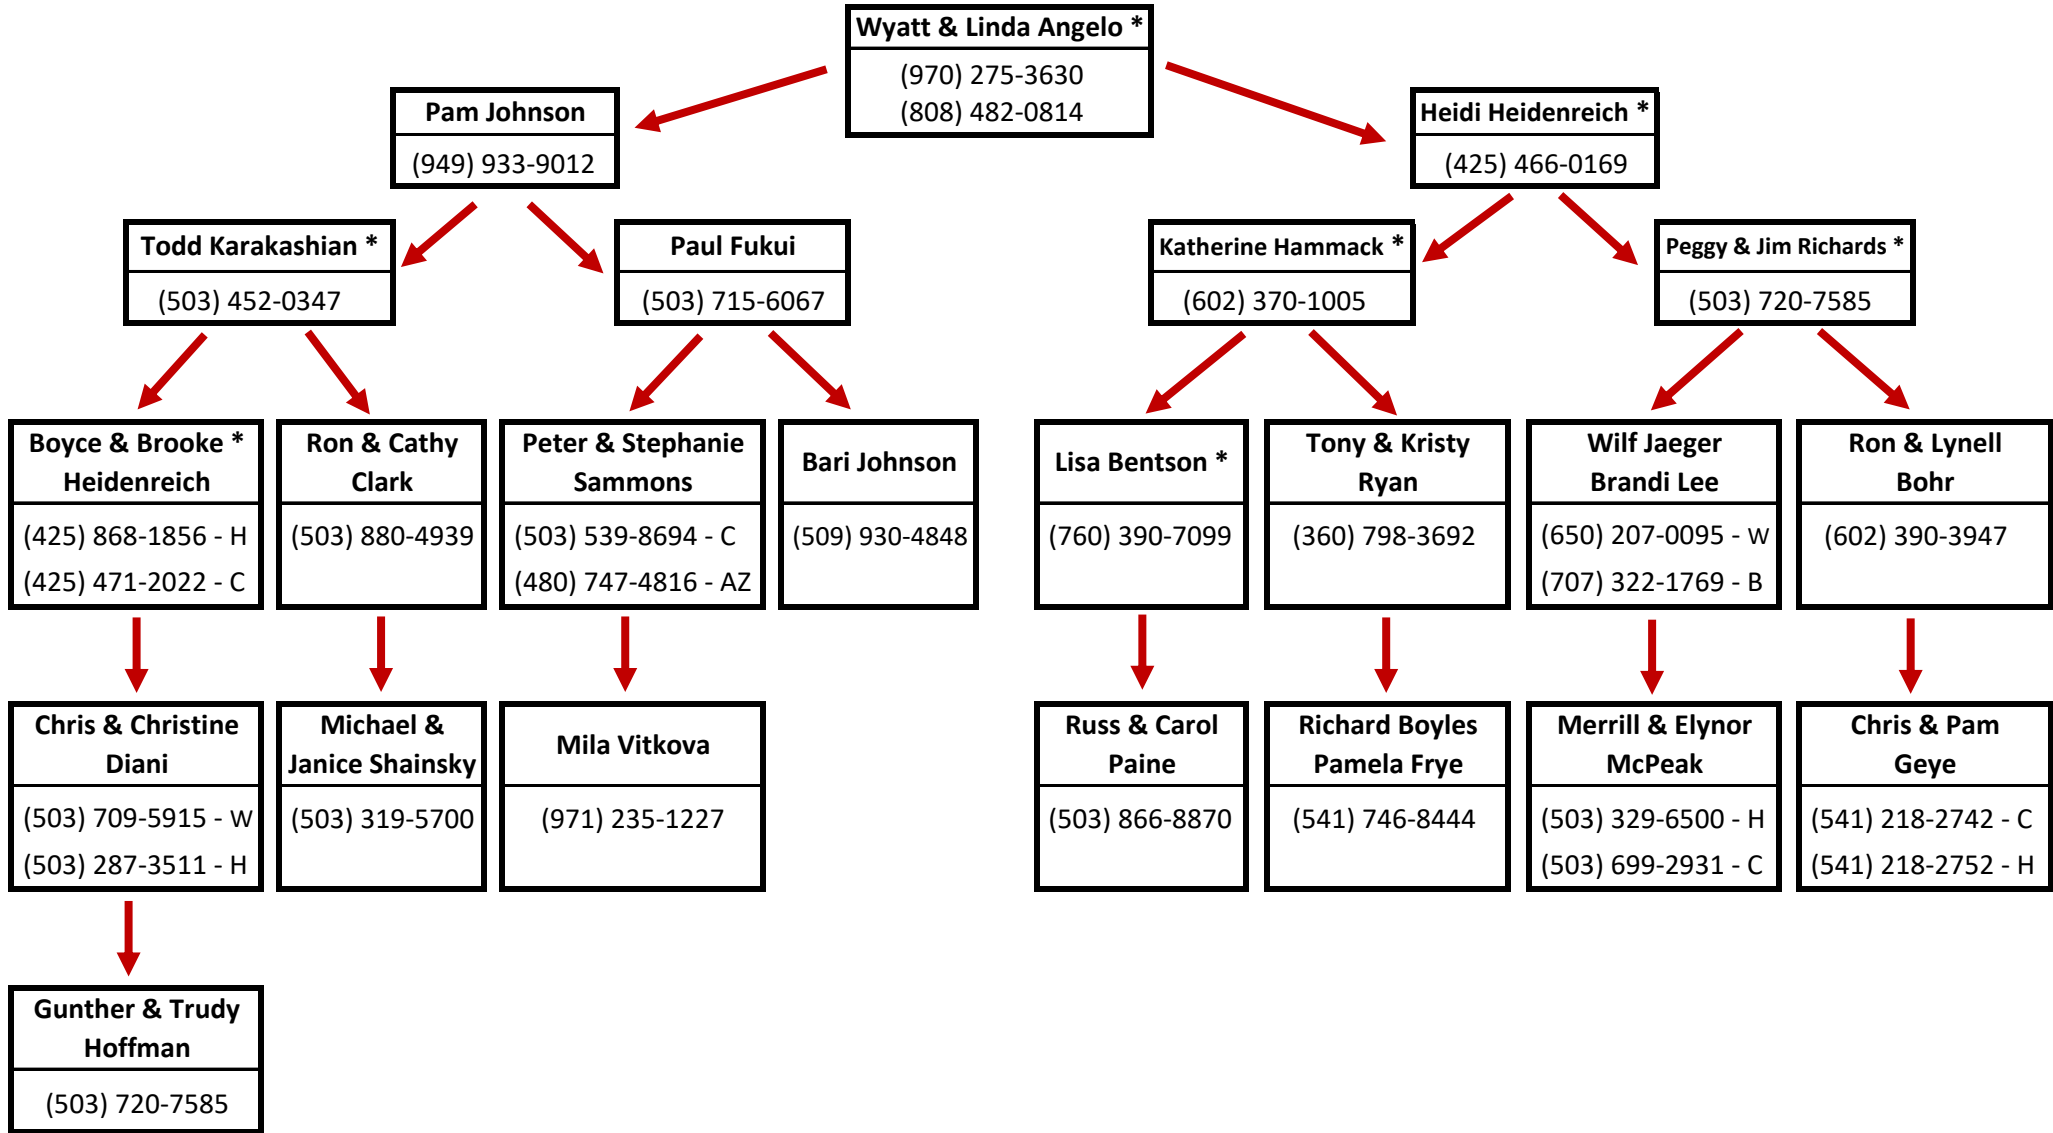 Wyatt & Linda Angelo *
(970) 275-3630
(808) 482-0814
Pam Johnson
(949) 933-9012
Heidi Heidenreich *
(425) 466-0169
Todd Karakashian *
(503) 452-0347
Paul Fukui
(503) 715-6067
Katherine Hammack *
(602) 370-1005
Peggy & Jim Richards *
(503) 720-7585
Boyce & Brooke *
Heidenreich
(425) 868-1856 - H
(425) 471-2022 - C
Ron & Cathy
Clark
(503) 880-4939
Peter & Stephanie
Sammons
(503) 539-8694 - C
(480) 747-4816 - AZ
Bari Johnson
(509) 930-4848
Lisa Bentson *
(760) 390-7099
Tony & Kristy
Ryan
(360) 798-3692
Wilf Jaeger
Brandi Lee
(650) 207-0095 - W
(707) 322-1769 - B
Ron & Lynell
Bohr
(602) 390-3947
Chris & Christine
Diani
(503) 709-5915 - W
(503) 287-3511 - H
Michael &
Janice Shainsky
(503) 319-5700
Mila Vitkova
(971) 235-1227
Russ & Carol
Paine
(503) 866-8870
Richard Boyles
Pamela Frye
(541) 746-8444
Merrill & Elynor
McPeak
(503) 329-6500 - H
(503) 699-2931 - C
Chris & Pam
Geye
(541) 218-2742 - C
(541) 218-2752 - H
Gunther & Trudy
Hoffman
(503) 720-7585